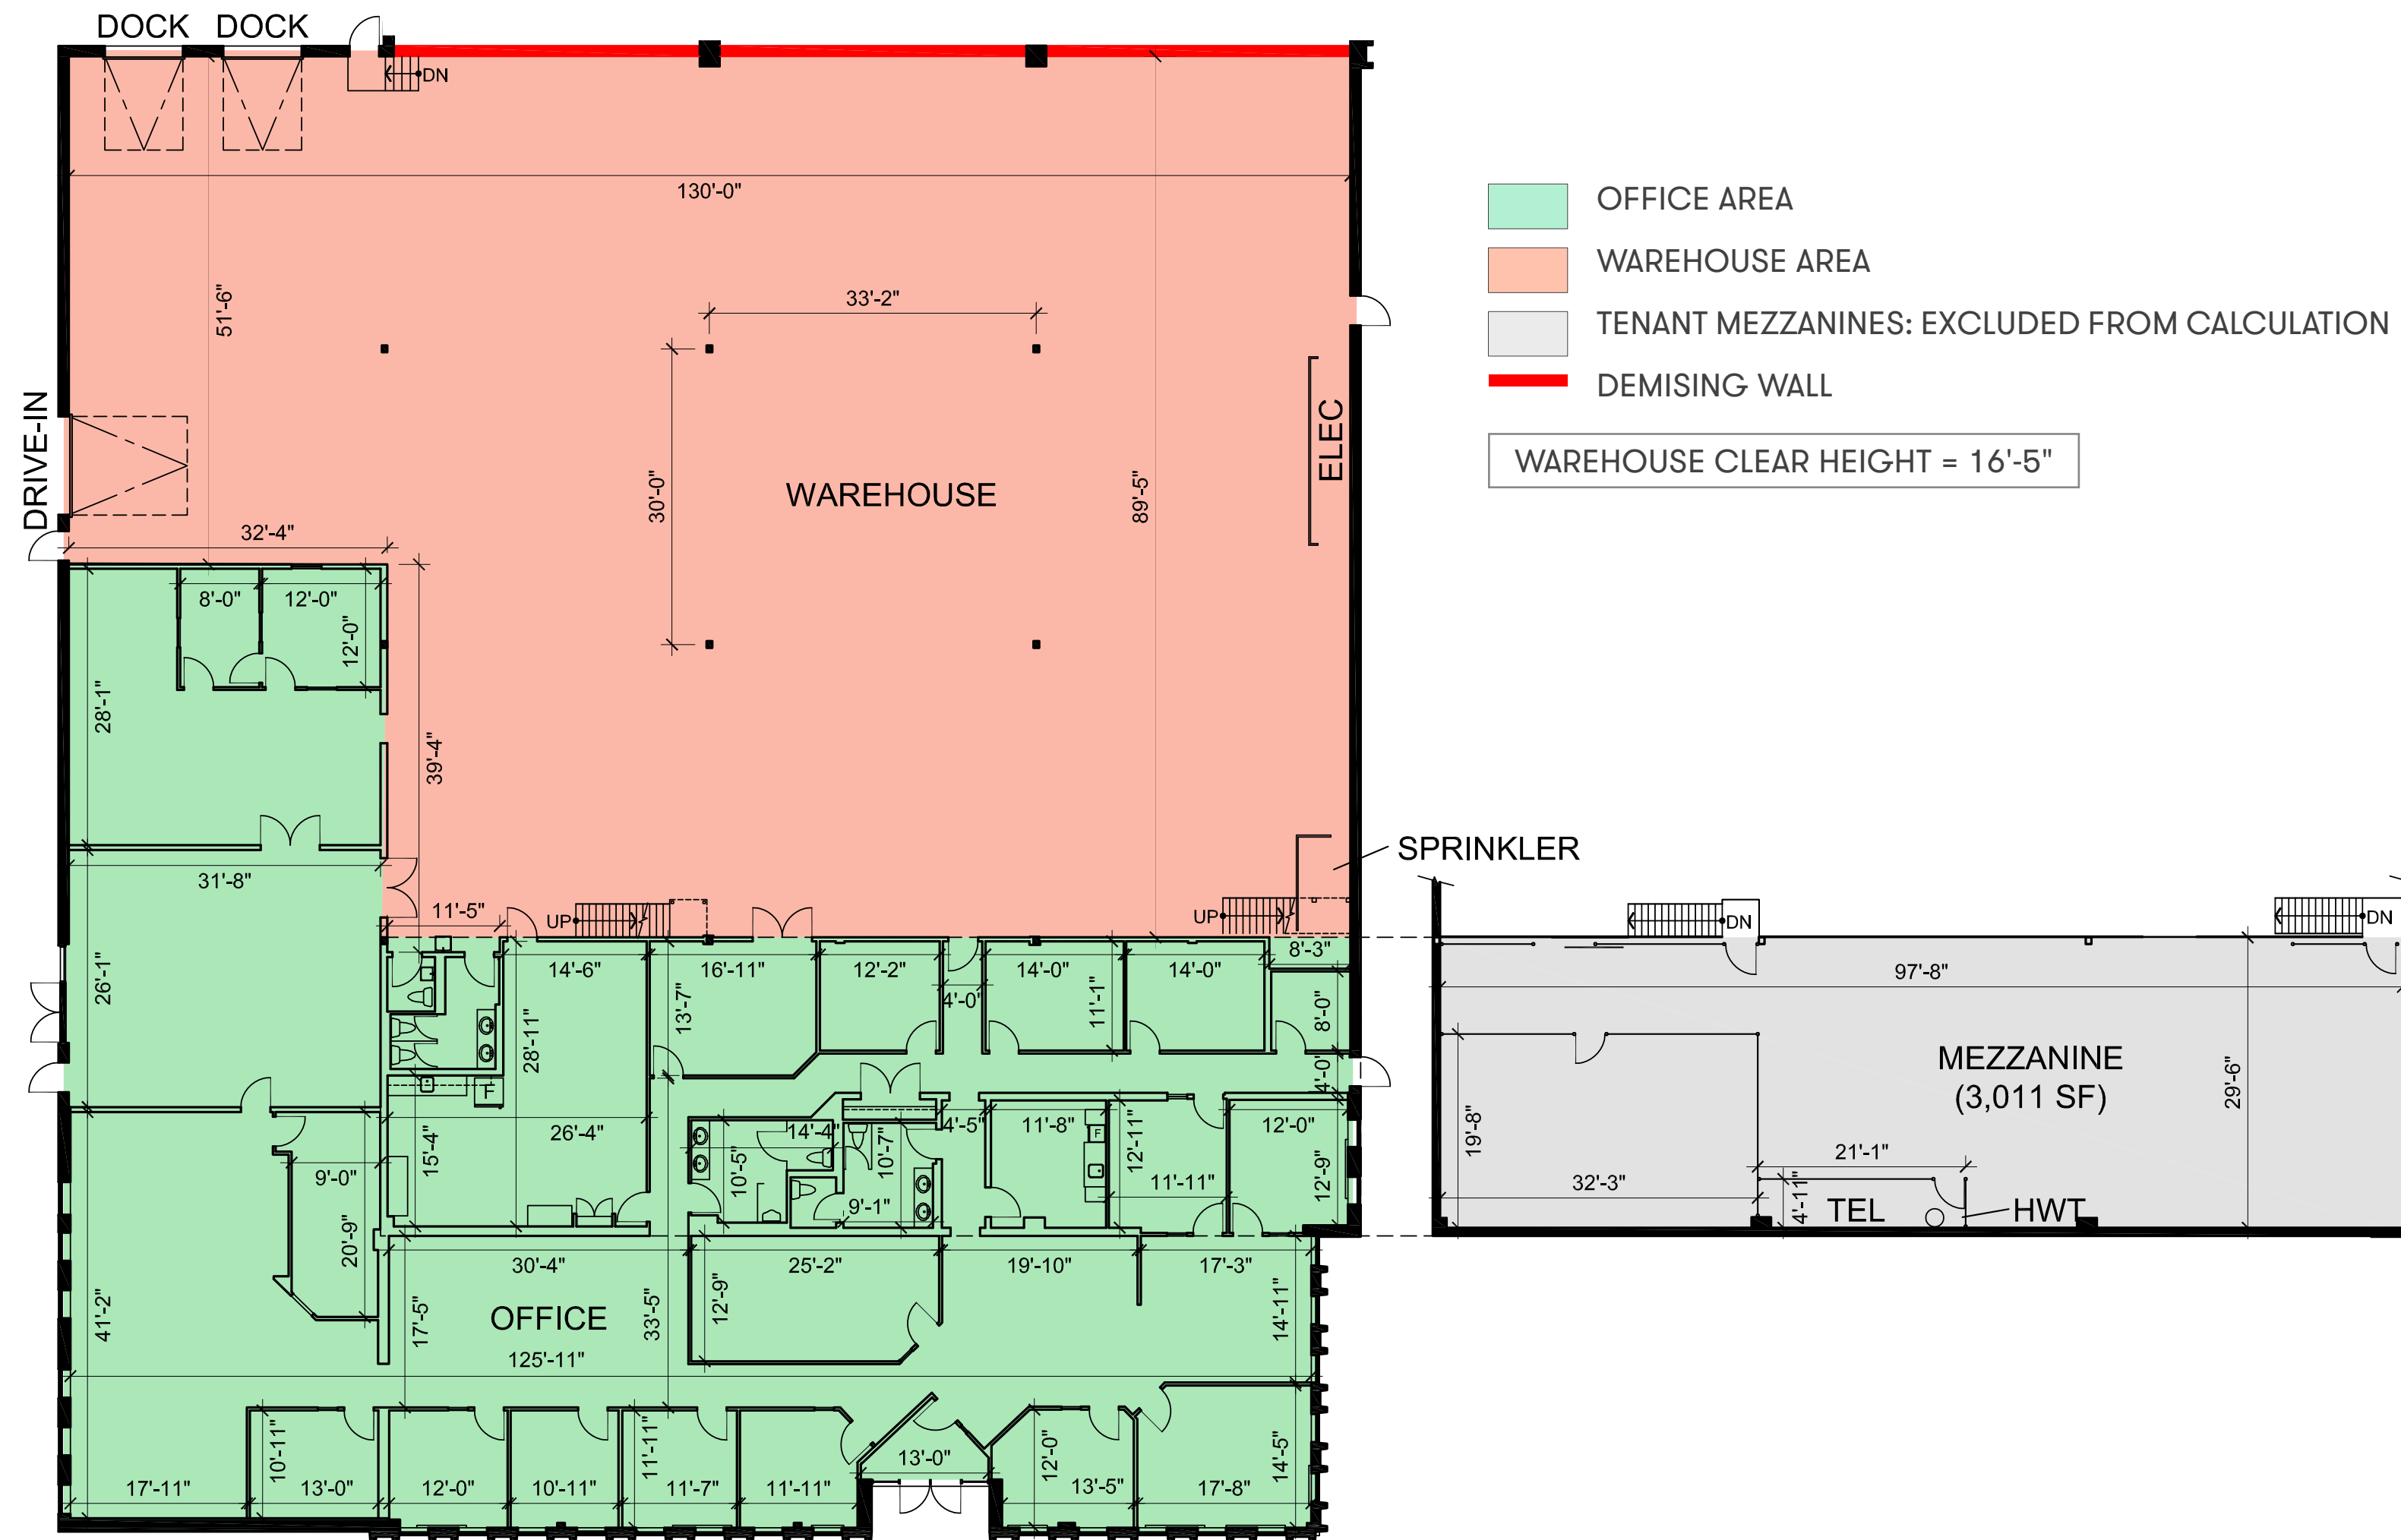 DOCK DOCK
DN
130'-0"
OFFICE AREA
WAREHOUSE AREA
TENANT MEZZANINES: EXCLUDED FROM CALCULATION
DEMISING WALL
WAREHOUSE CLEAR HEIGHT = 16'-5"
51'-6"
33'-2"
DRIVE-IN
ELEC
30'-0"
WAREHOUSE
89'-5"
32'-4"
8'-0" 12'-0"
12'-0"
28'-1"
39'-4"
SPRINKLER
31'-8"
11'-5"
UP
UP
DN
DN
14'-6" 16'-11" 12'-2" 14'-0" 14'-0" 8'-3"
97'-8"
26'-1"
4'-0"
13'-7"
28'-11"
11'-1"
8'-0"
MEZZANINE
(3,011 SF)
29'-6"
4'-0"
F
F
26'-4"
14'-4"
4'-5"
11'-8"
12'-0"
15'-4"
10'-5"
10'-7"
12'-11"
19'-8"
9'-0"
11'-11"
12'-9"
21'-1"
32'-3"
9'-1"
4'-11"
TEL
HWT
20'-9"
30'-4" 25'-2" 19'-10" 17'-3"
41'-2"
17'-5"
OFFICE
33'-5"
12'-9"
14'-11"
125'-11"
10'-11"
11'-11"
13'-0"
12'-0"
14'-5"
17'-11" 13'-0" 12'-0" 10'-11" 11'-7" 11'-11" 13'-5" 17'-8"